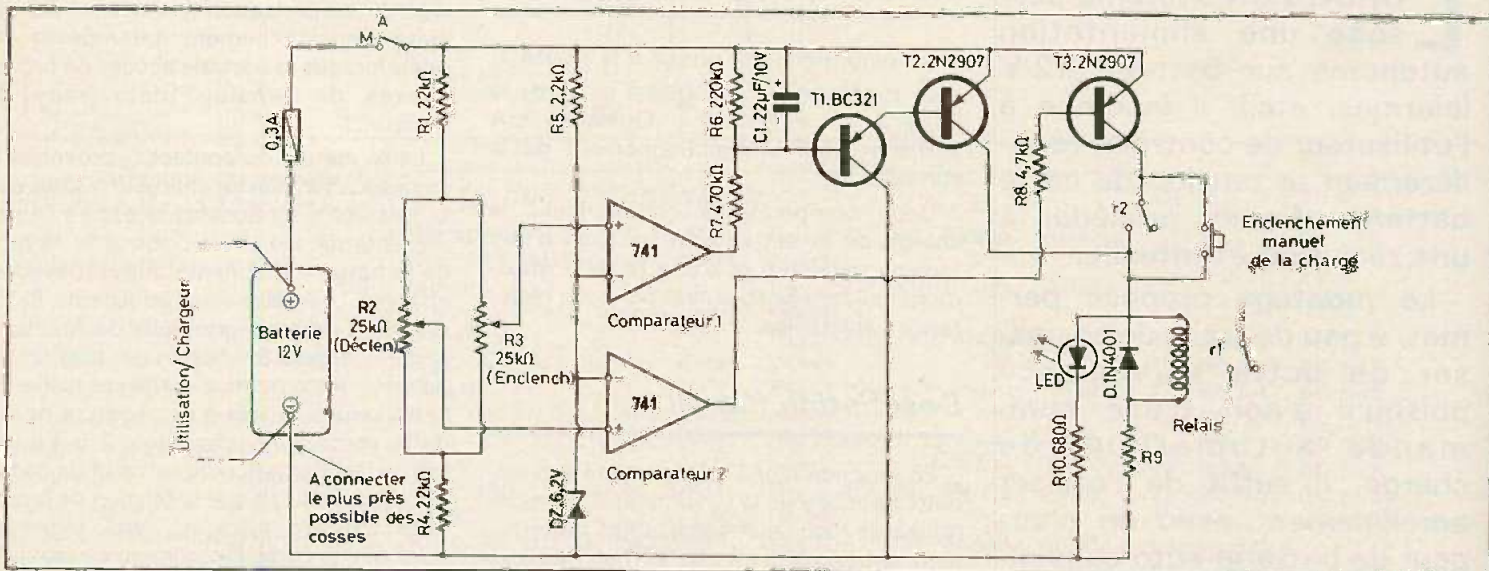 A
M
0,3A
R1.22kΩ
R5.2,2kΩ
R6.220kΩ
C1.22µF/10V
+
-
T1.BC321
T2.2N2907
T3.2N2907
R7.470kΩ
R8.4,7kΩ
r2
Enclenchement
manuel
de la charge
Utilisation/Chargeur
+
Batterie
12V
-
R2
25kΩ
(Déclen)
R3
25kΩ
(Enclench)
+
-
741
Comparateur 1
-
+
741
Comparateur 2
LED
D.1N4001
r1
Relais
R10.680Ω
R9
A connecter
le plus près
possible des
cosses
R4.22kΩ
DZ.6,2V